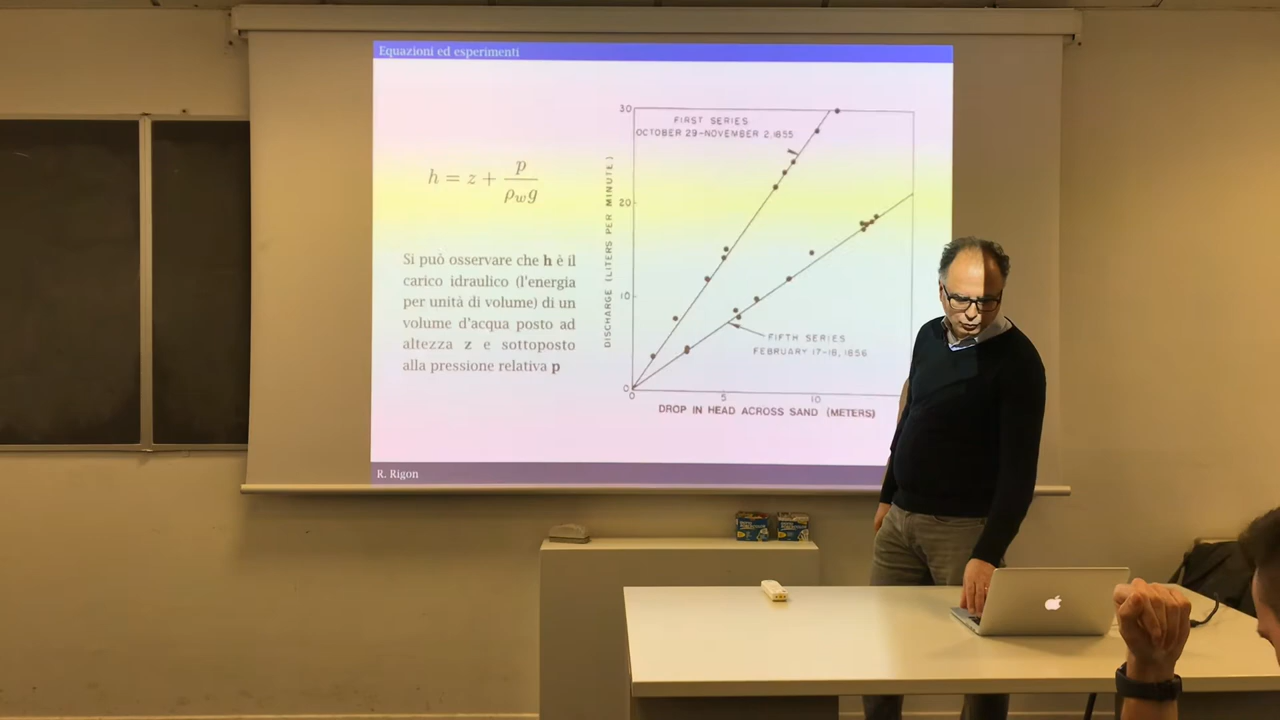 Equazioni ed esperimenti
h = z + p / ρw g
Si può osservare che h è il
carico idraulico (l'energia
per unità di volume) di un
volume d'acqua posto ad
altezza z e sottoposto
alla pressione relativa p
30
20
10
0
FIRST SERIES
OCTOBER 29-NOVEMBER 2, 1855
DISCHARGE (LITERS PER MINUTE)
FIFTH SERIES
FEBRUARY 17-18, 1856
0 5 10
DROP IN HEAD ACROSS SAND (METERS)
R. Rigon